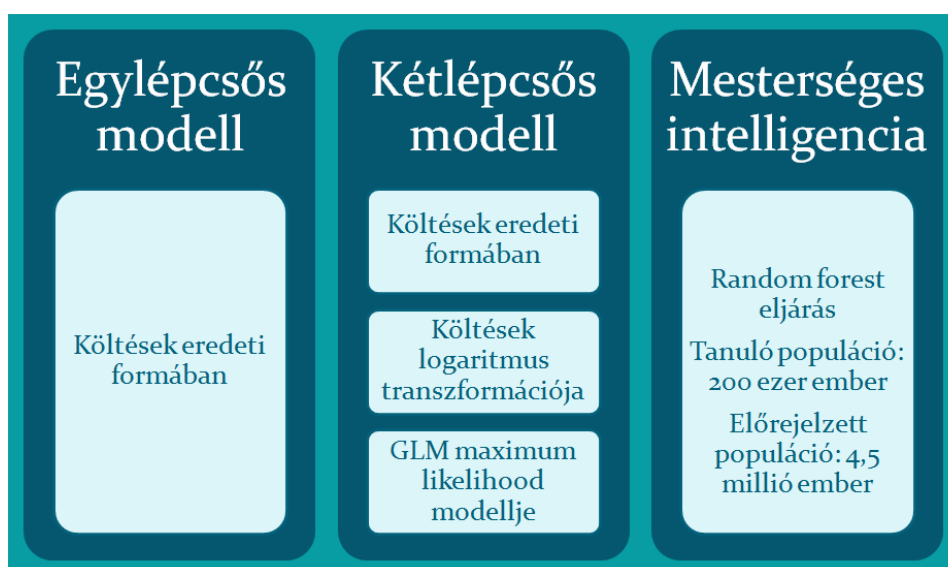 Egylépcsős
modell
Költések eredeti
formában
Kétlépcsős
modell
Költések eredeti
formában
Költések
logaritmus
transzformációja
GLM maximum
likelihood
modellje
Mesterséges
intelligencia
Random forest
eljárás
Tanuló populáció:
200 ezer ember
Előrejelzett
populáció: 4,5
millió ember